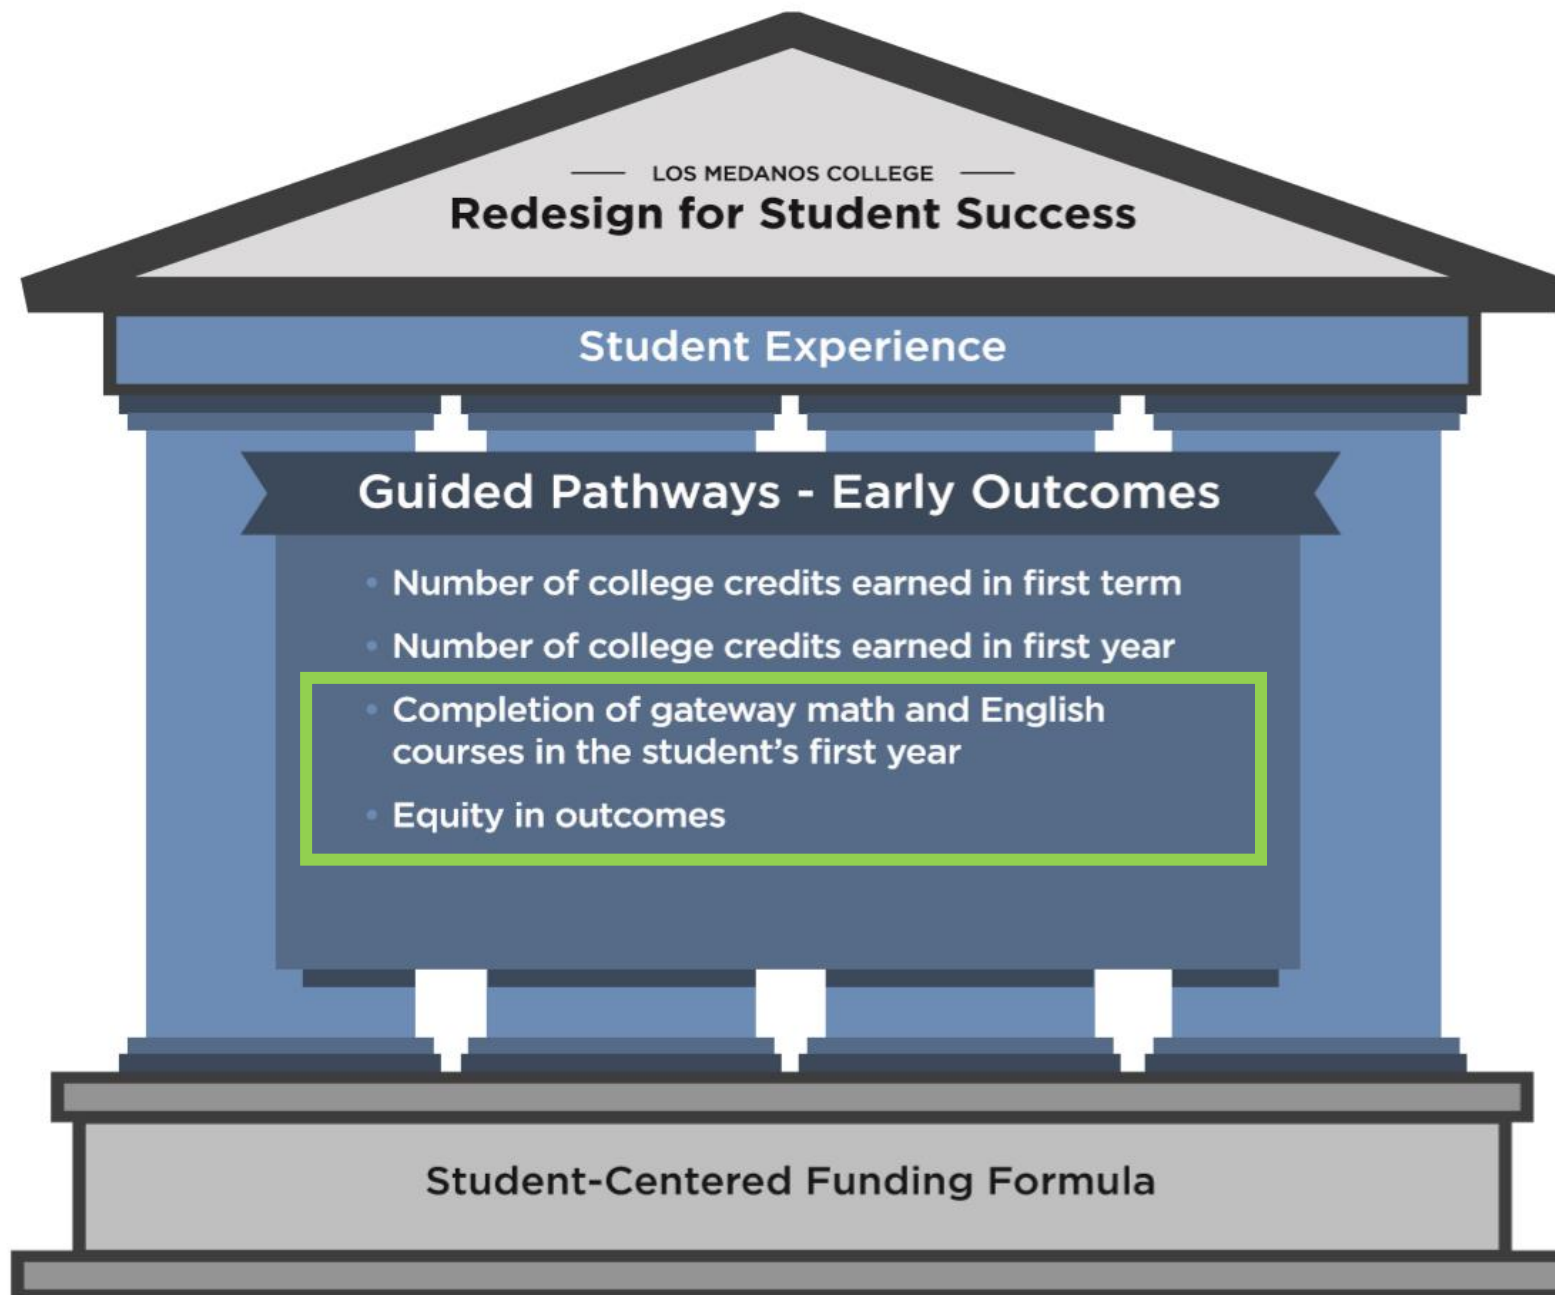 LOS MEDANOS COLLEGE
Redesign for Student Success
Student Experience
Guided Pathways - Early Outcomes
• Number of college credits earned in first term
• Number of college credits earned in first year
• Completion of gateway math and English
courses in the student’s first year
• Equity in outcomes
Student-Centered Funding Formula